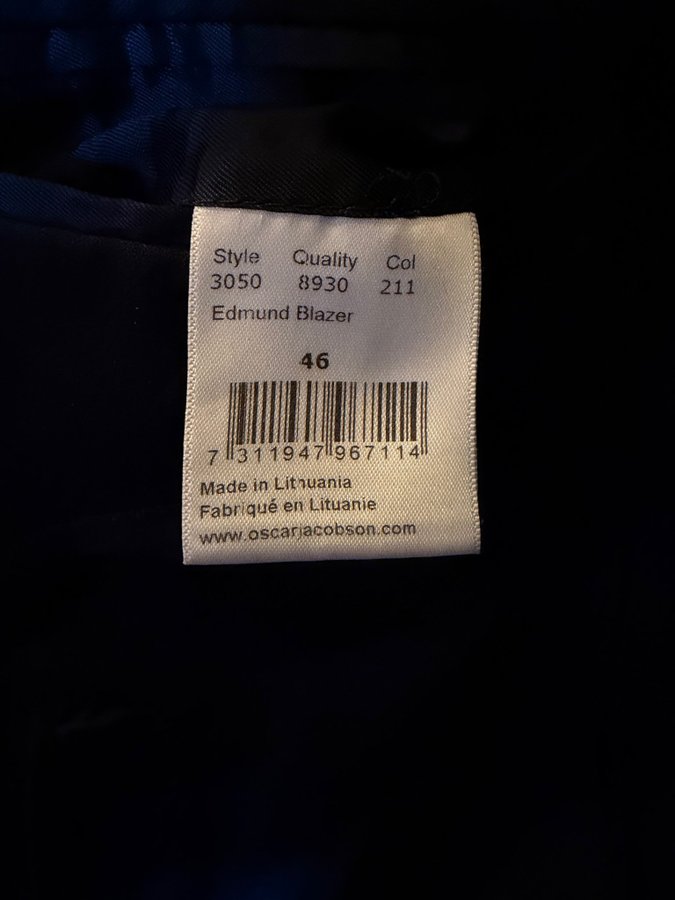 Style Quality Col
3050 8930 211
Edmund Blazer
46
7 311947 967114
Made in Lithuania
Fabriqué en Lituanie
www.oscarjacobson.com